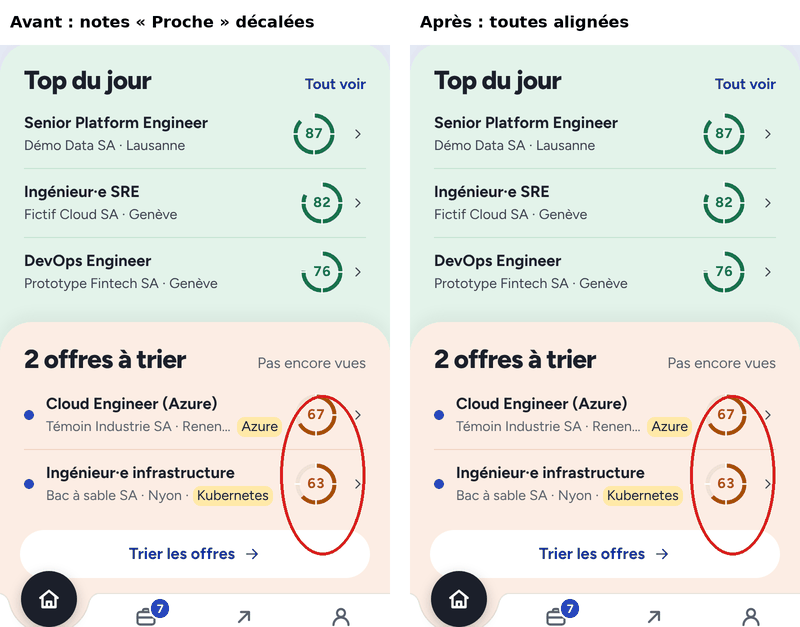 Avant : notes « Proche » décalées
Top du jour
Tout voir
Senior Platform Engineer
Démo Data SA · Lausanne
87
Ingénieur·e SRE
Fictif Cloud SA · Genève
82
DevOps Engineer
Prototype Fintech SA · Genève
76
2 offres à trier
Pas encore vues
Cloud Engineer (Azure)
Témoin Industrie SA · Renen... Azure
67
Ingénieur·e infrastructure
Bac à sable SA · Nyon · Kubernetes
63
Trier les offres →
7
Après : toutes alignées
Top du jour
Tout voir
Senior Platform Engineer
Démo Data SA · Lausanne
87
Ingénieur·e SRE
Fictif Cloud SA · Genève
82
DevOps Engineer
Prototype Fintech SA · Genève
76
2 offres à trier
Pas encore vues
Cloud Engineer (Azure)
Témoin Industrie SA · Renen... Azure
67
Ingénieur·e infrastructure
Bac à sable SA · Nyon · Kubernetes
63
Trier les offres →
7